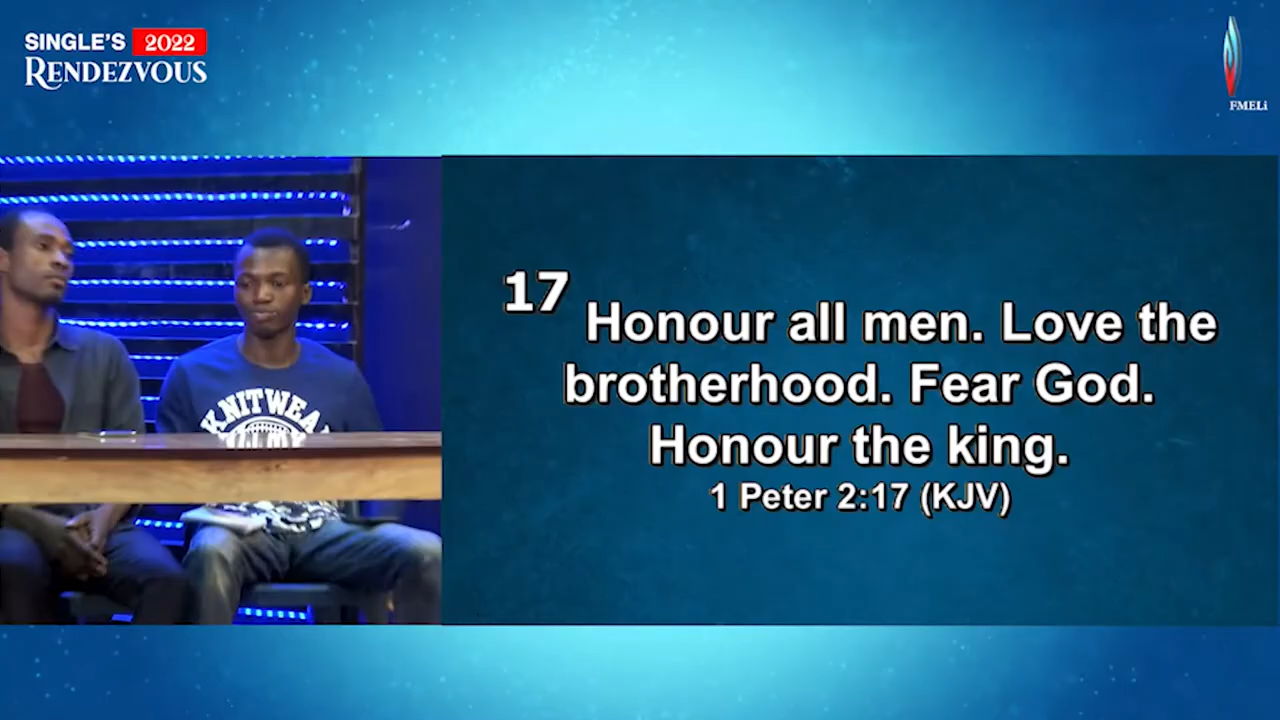 SINGLE'S 2022
RENDEZVOUS
FMELi
KNITWEA
17 Honour all men. Love the
brotherhood. Fear God.
Honour the king.
1 Peter 2:17 (KJV)